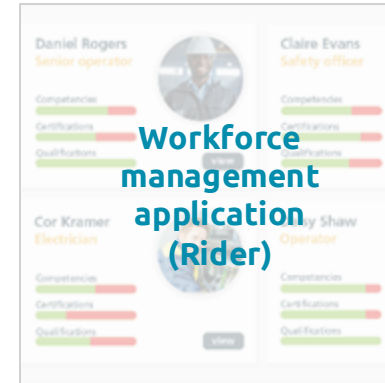 Daniel Rogers
Senior operator
Competencies
Certifications
Qualifications
view
Claire Evans
Safety officer
Competencies
Certifications
Qualifications
Workforce
management
application
(Rider)
Cor Kramer
Electrician
Competencies
Certifications
Qualifications
view
Shaw
Operator
Competencies
Certifications
Qualifications